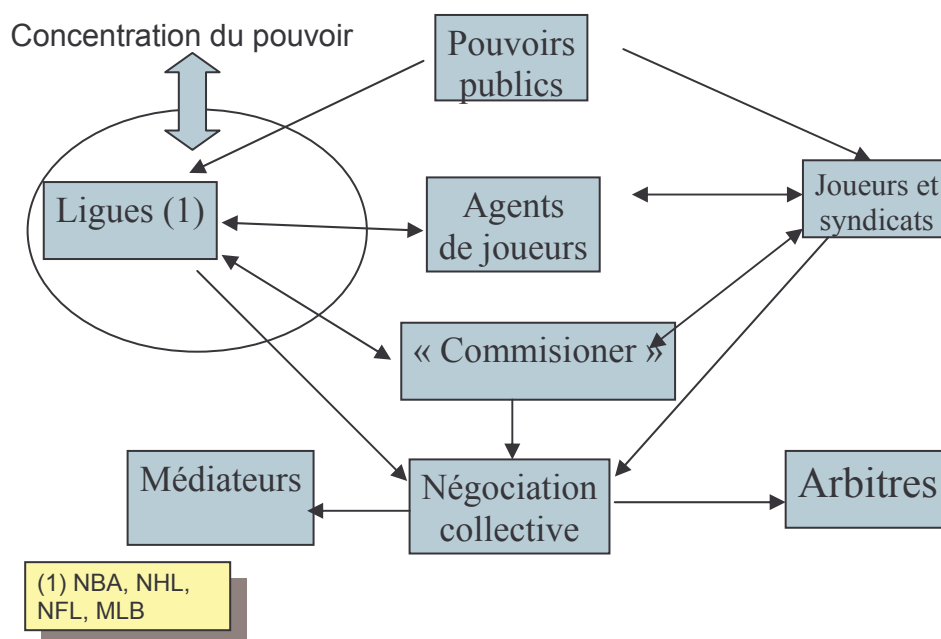 Concentration du pouvoir
Pouvoirs
publics
Ligues (1)
Agents
de joueurs
Joueurs et
syndicats
« Commisioner »
Médiateurs
Négociation
collective
Arbitres
(1) NBA, NHL,
NFL, MLB